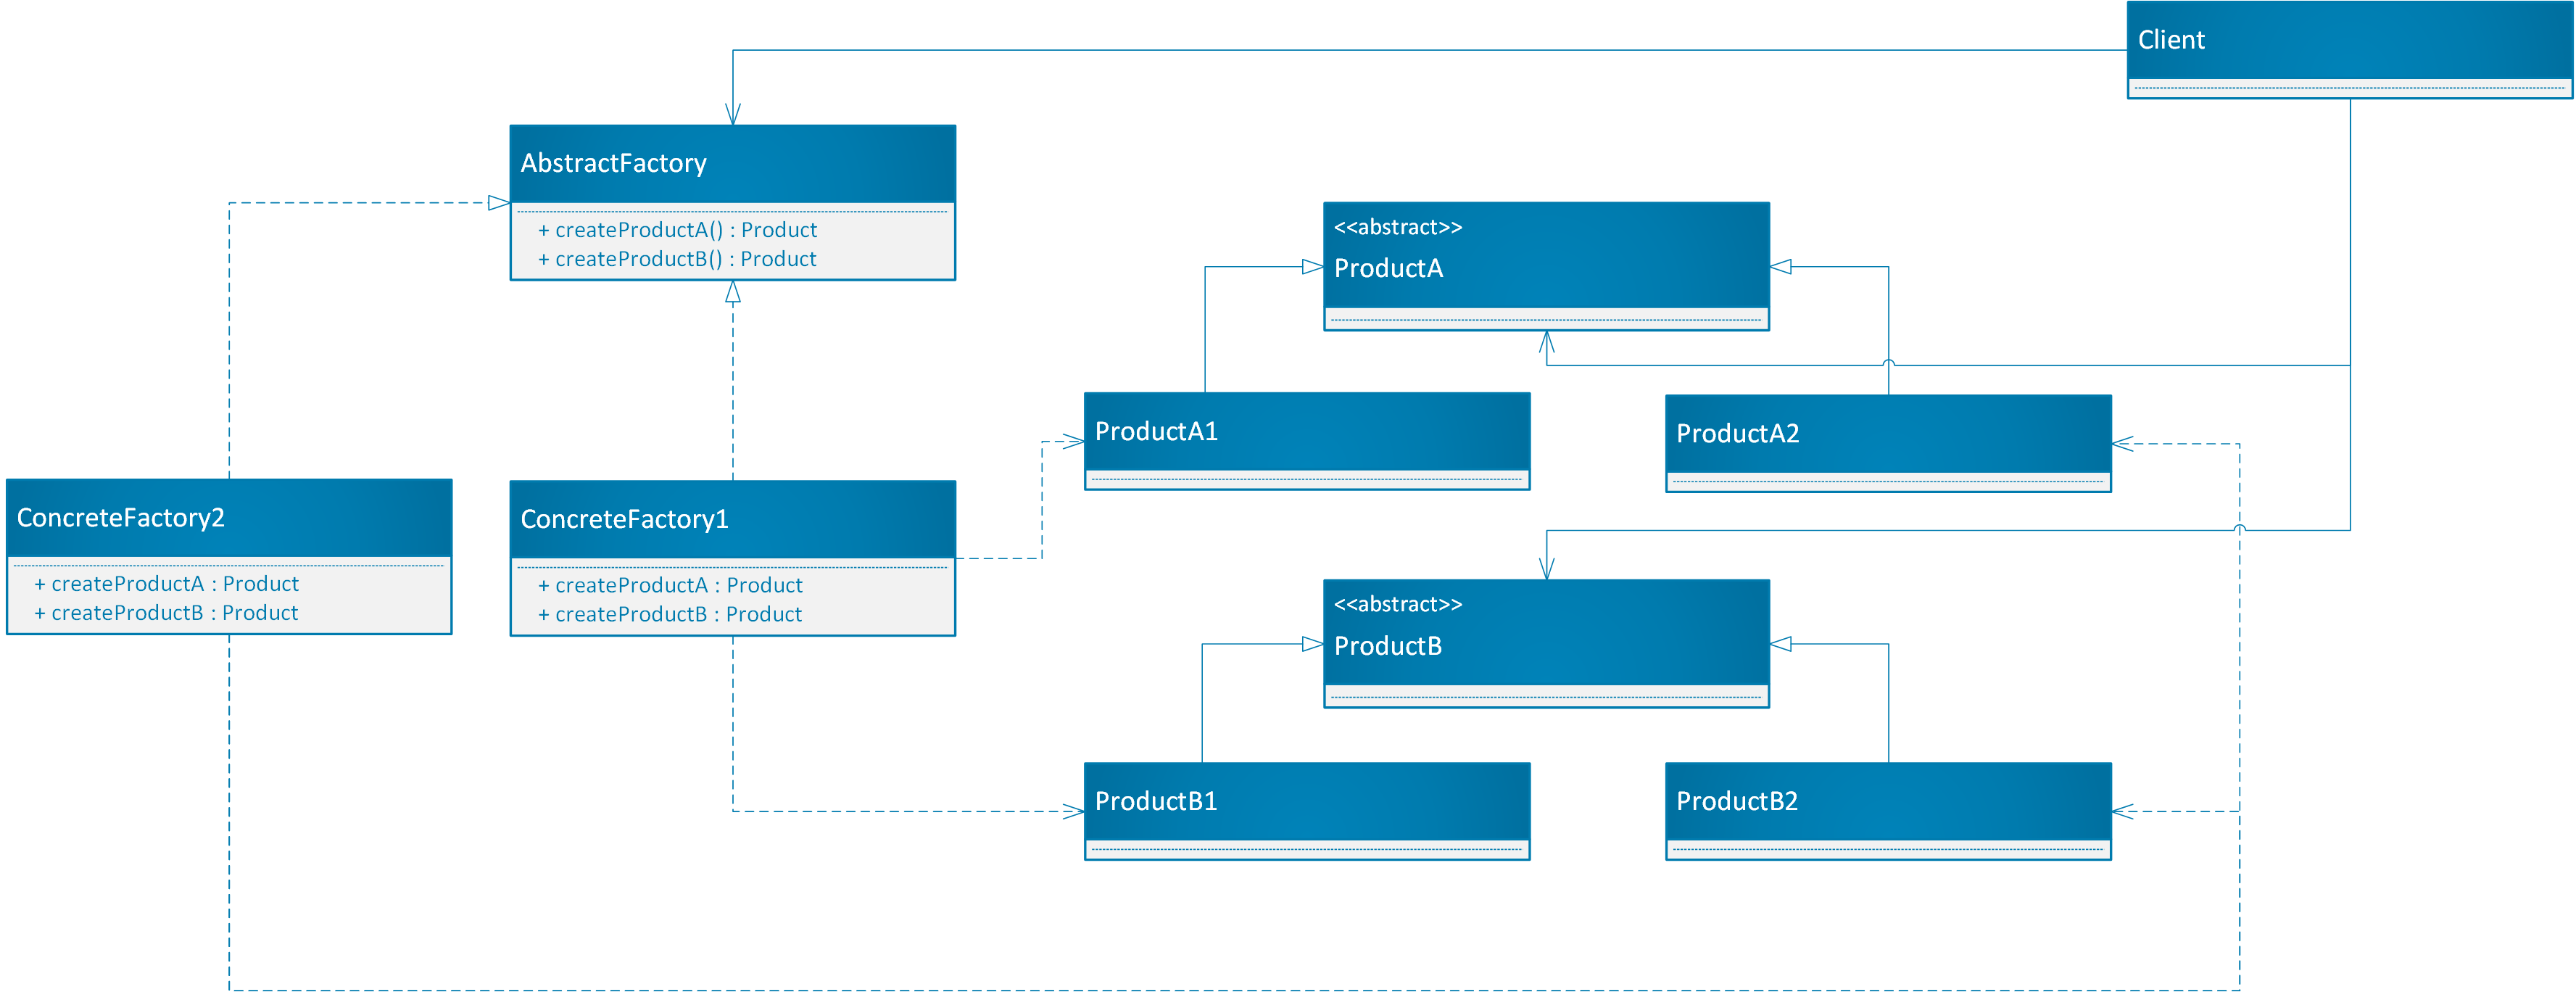 Client
AbstractFactory
+ createProductA() : Product
+ createProductB() : Product
<<abstract>>
ProductA
ProductA1
ProductA2
ConcreteFactory2
+ createProductA : Product
+ createProductB : Product
ConcreteFactory1
+ createProductA : Product
+ createProductB : Product
<<abstract>>
ProductB
ProductB1
ProductB2